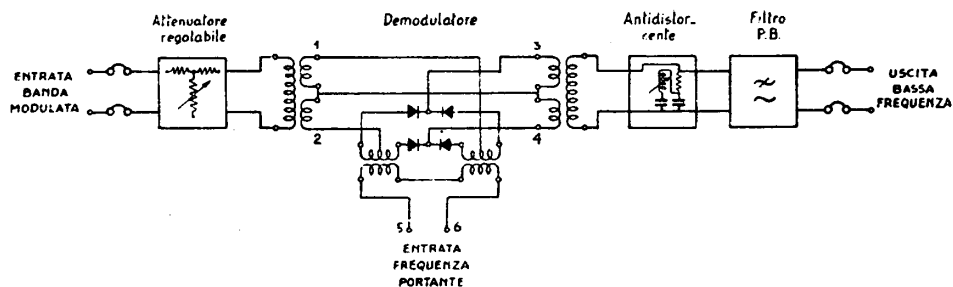 Attenuatore
regolabile
Demodulatore
Antidistor-
cente
Filtro
P.B.
1
3
ENTRATA
BANDA
MODULATA
USCITA
BASSA
FREQUENZA
2
4
5
6
ENTRATA
FREQUENZA
PORTANTE